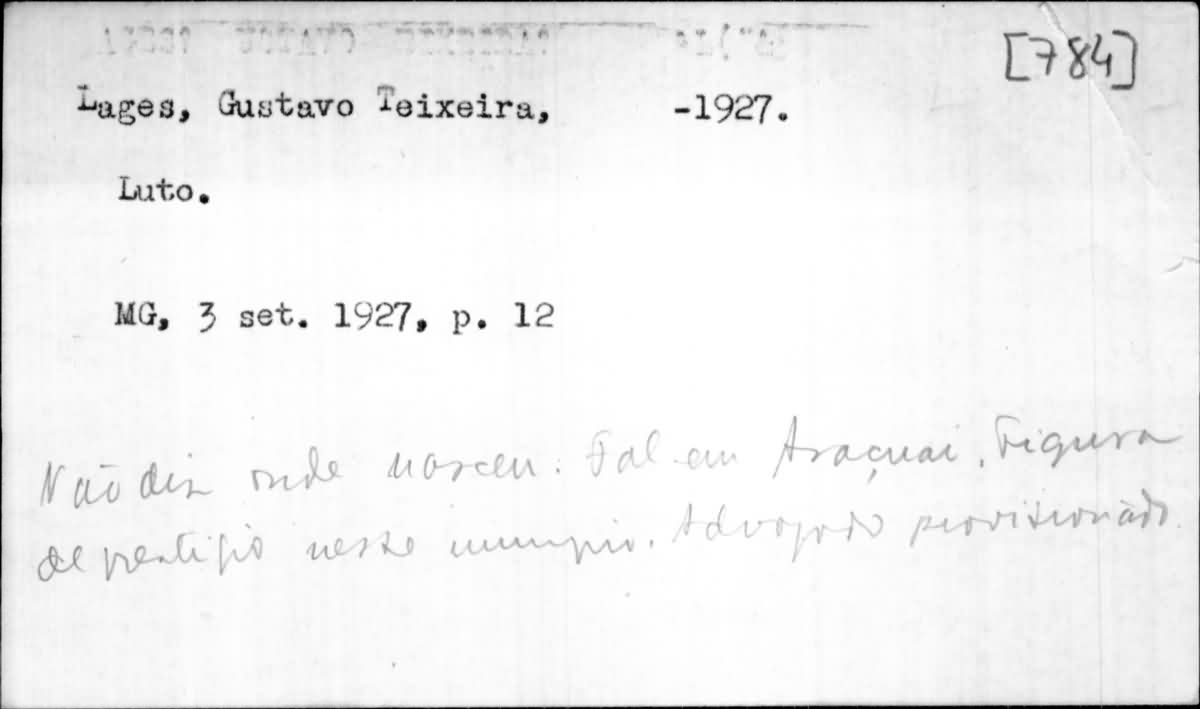 [784]
Lages, Gustavo Teixeira, -1927.
Luto.
MG, 3 set. 1927, p. 12
Não diz onde nasceu. Fal em Araçuai. Figura
de prestígio nesse município. Advogado provisionado